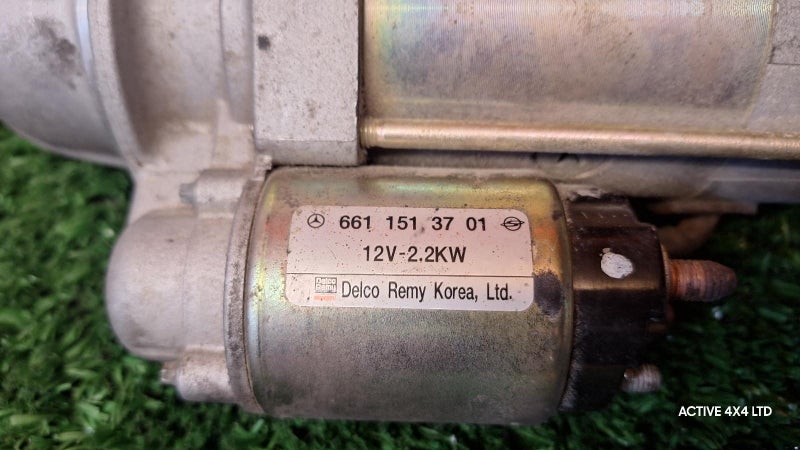 661 151 37 01
12V-2.2KW
Delco Remy Korea, Ltd.
ACTIVE 4X4 LTD